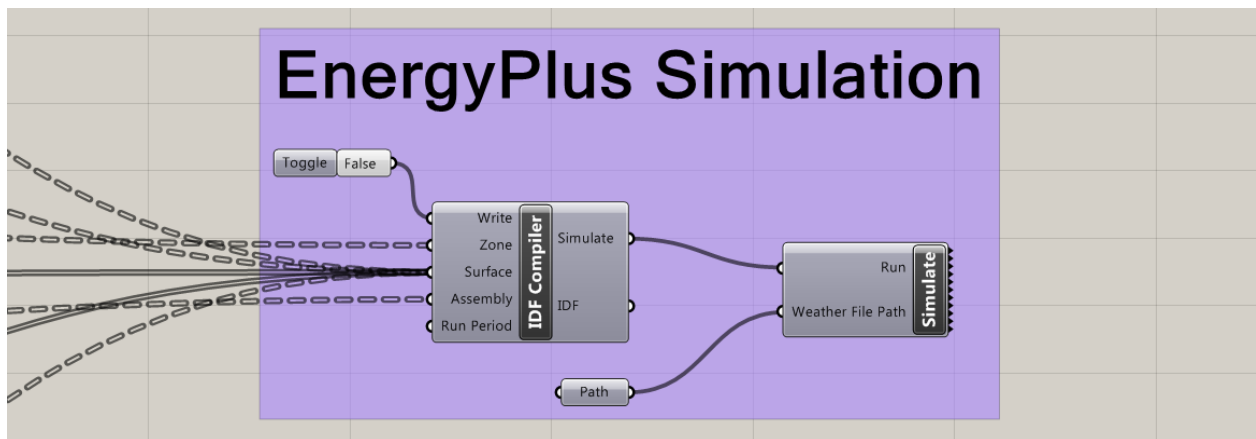 EnergyPlus Simulation
Toggle False
Write
Zone
Surface
Assembly
Run Period
IDF Compiler
Simulate
IDF
Path
Run
Weather File Path
Simulate